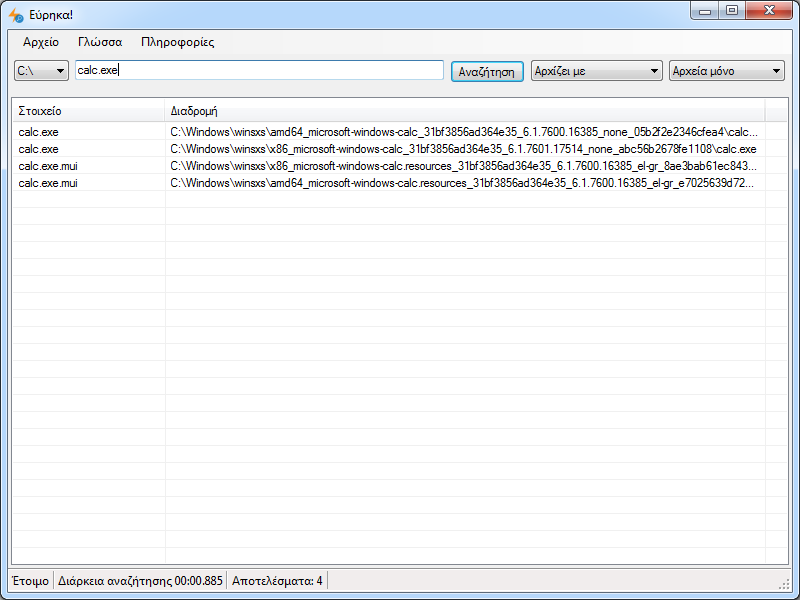 Εύρηκα!
Αρχείο Γλώσσα Πληροφορίες
C:\ calc.exe Αναζήτηση Αρχίζει με Αρχεία μόνο
Στοιχείο Διαδρομή
calc.exe C:\Windows\winsxs\amd64_microsoft-windows-calc_31bf3856ad364e35_6.1.7600.16385_none_05b2f2e2346cfea4\calc...
calc.exe C:\Windows\winsxs\x86_microsoft-windows-calc_31bf3856ad364e35_6.1.7601.17514_none_abc56b2678fe1108\calc.exe
calc.exe.mui C:\Windows\winsxs\x86_microsoft-windows-calc.resources_31bf3856ad364e35_6.1.7600.16385_el-gr_8ae3bab61ec843...
calc.exe.mui C:\Windows\winsxs\amd64_microsoft-windows-calc.resources_31bf3856ad364e35_6.1.7600.16385_el-gr_e7025639d72...
Έτοιμο Διάρκεια αναζήτησης 00:00.885 Αποτελέσματα: 4